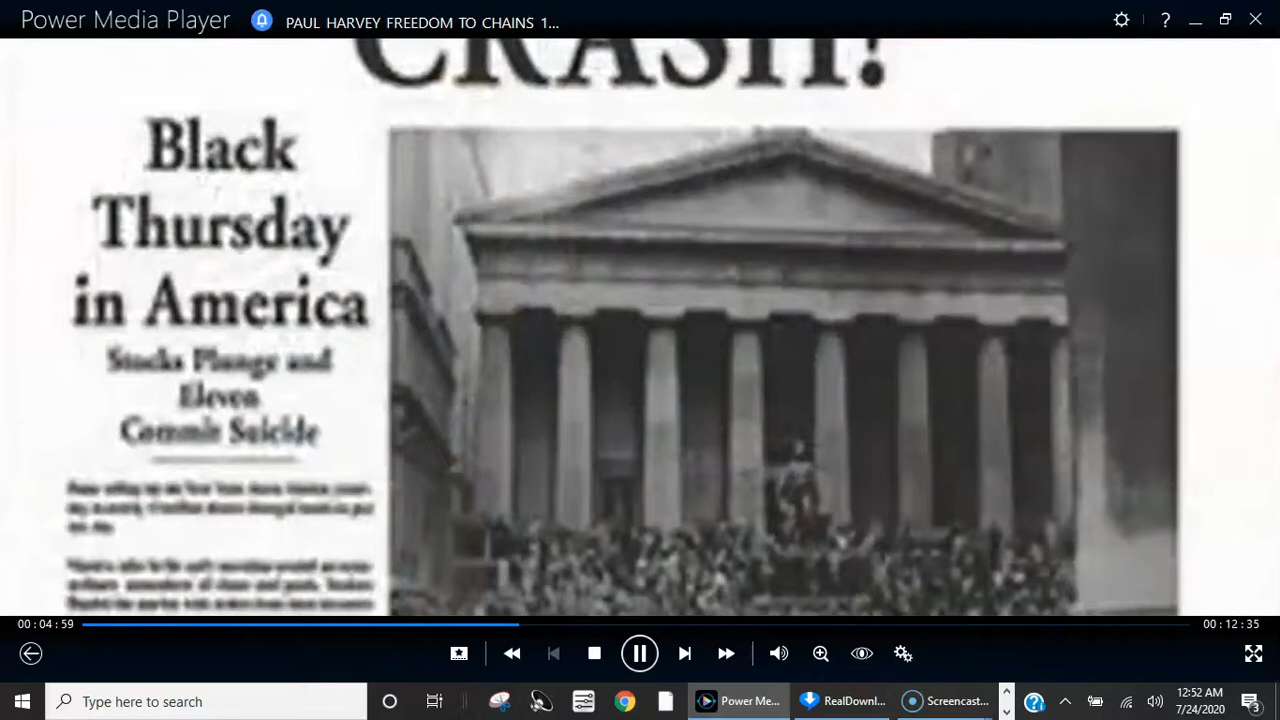 Power Media Player
PAUL HARVEY FREEDOM TO CHAINS 1...
?
CRASH!
Black
Thursday
in America
Stocks Plunge and
Eleven
Commit Suicide
00:04:59
00:12:35
Type here to search
Power Me...
RealDownl...
Screencast...
12:52 AM
7/24/2020
3